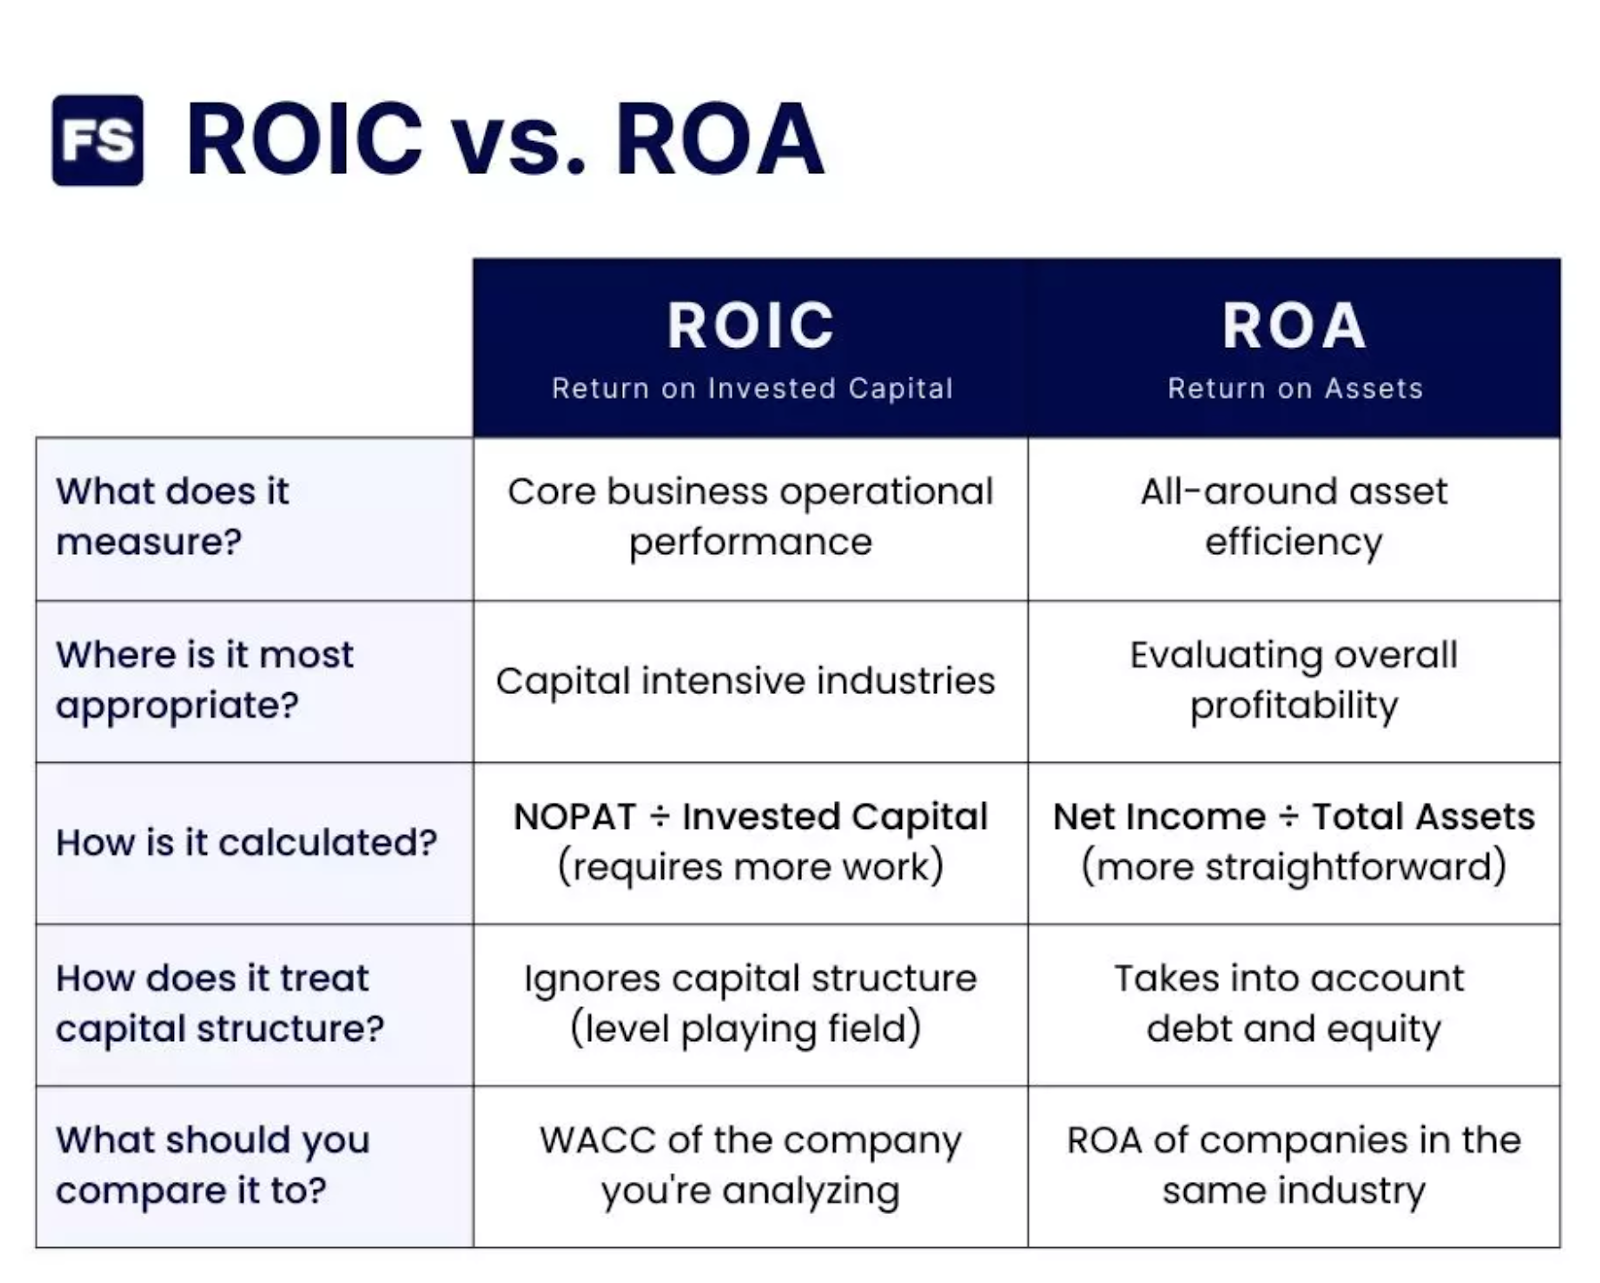 FS ROIC vs. ROA
ROIC
Return on Invested Capital
ROA
Return on Assets
What does it
measure?
Core business operational
performance
All-around asset
efficiency
Where is it most
appropriate?
Capital intensive industries
Evaluating overall
profitability
How is it calculated?
NOPAT ÷ Invested Capital
(requires more work)
Net Income ÷ Total Assets
(more straightforward)
How does it treat
capital structure?
Ignores capital structure
(level playing field)
Takes into account
debt and equity
What should you
compare it to?
WACC of the company
you're analyzing
ROA of companies in the
same industry